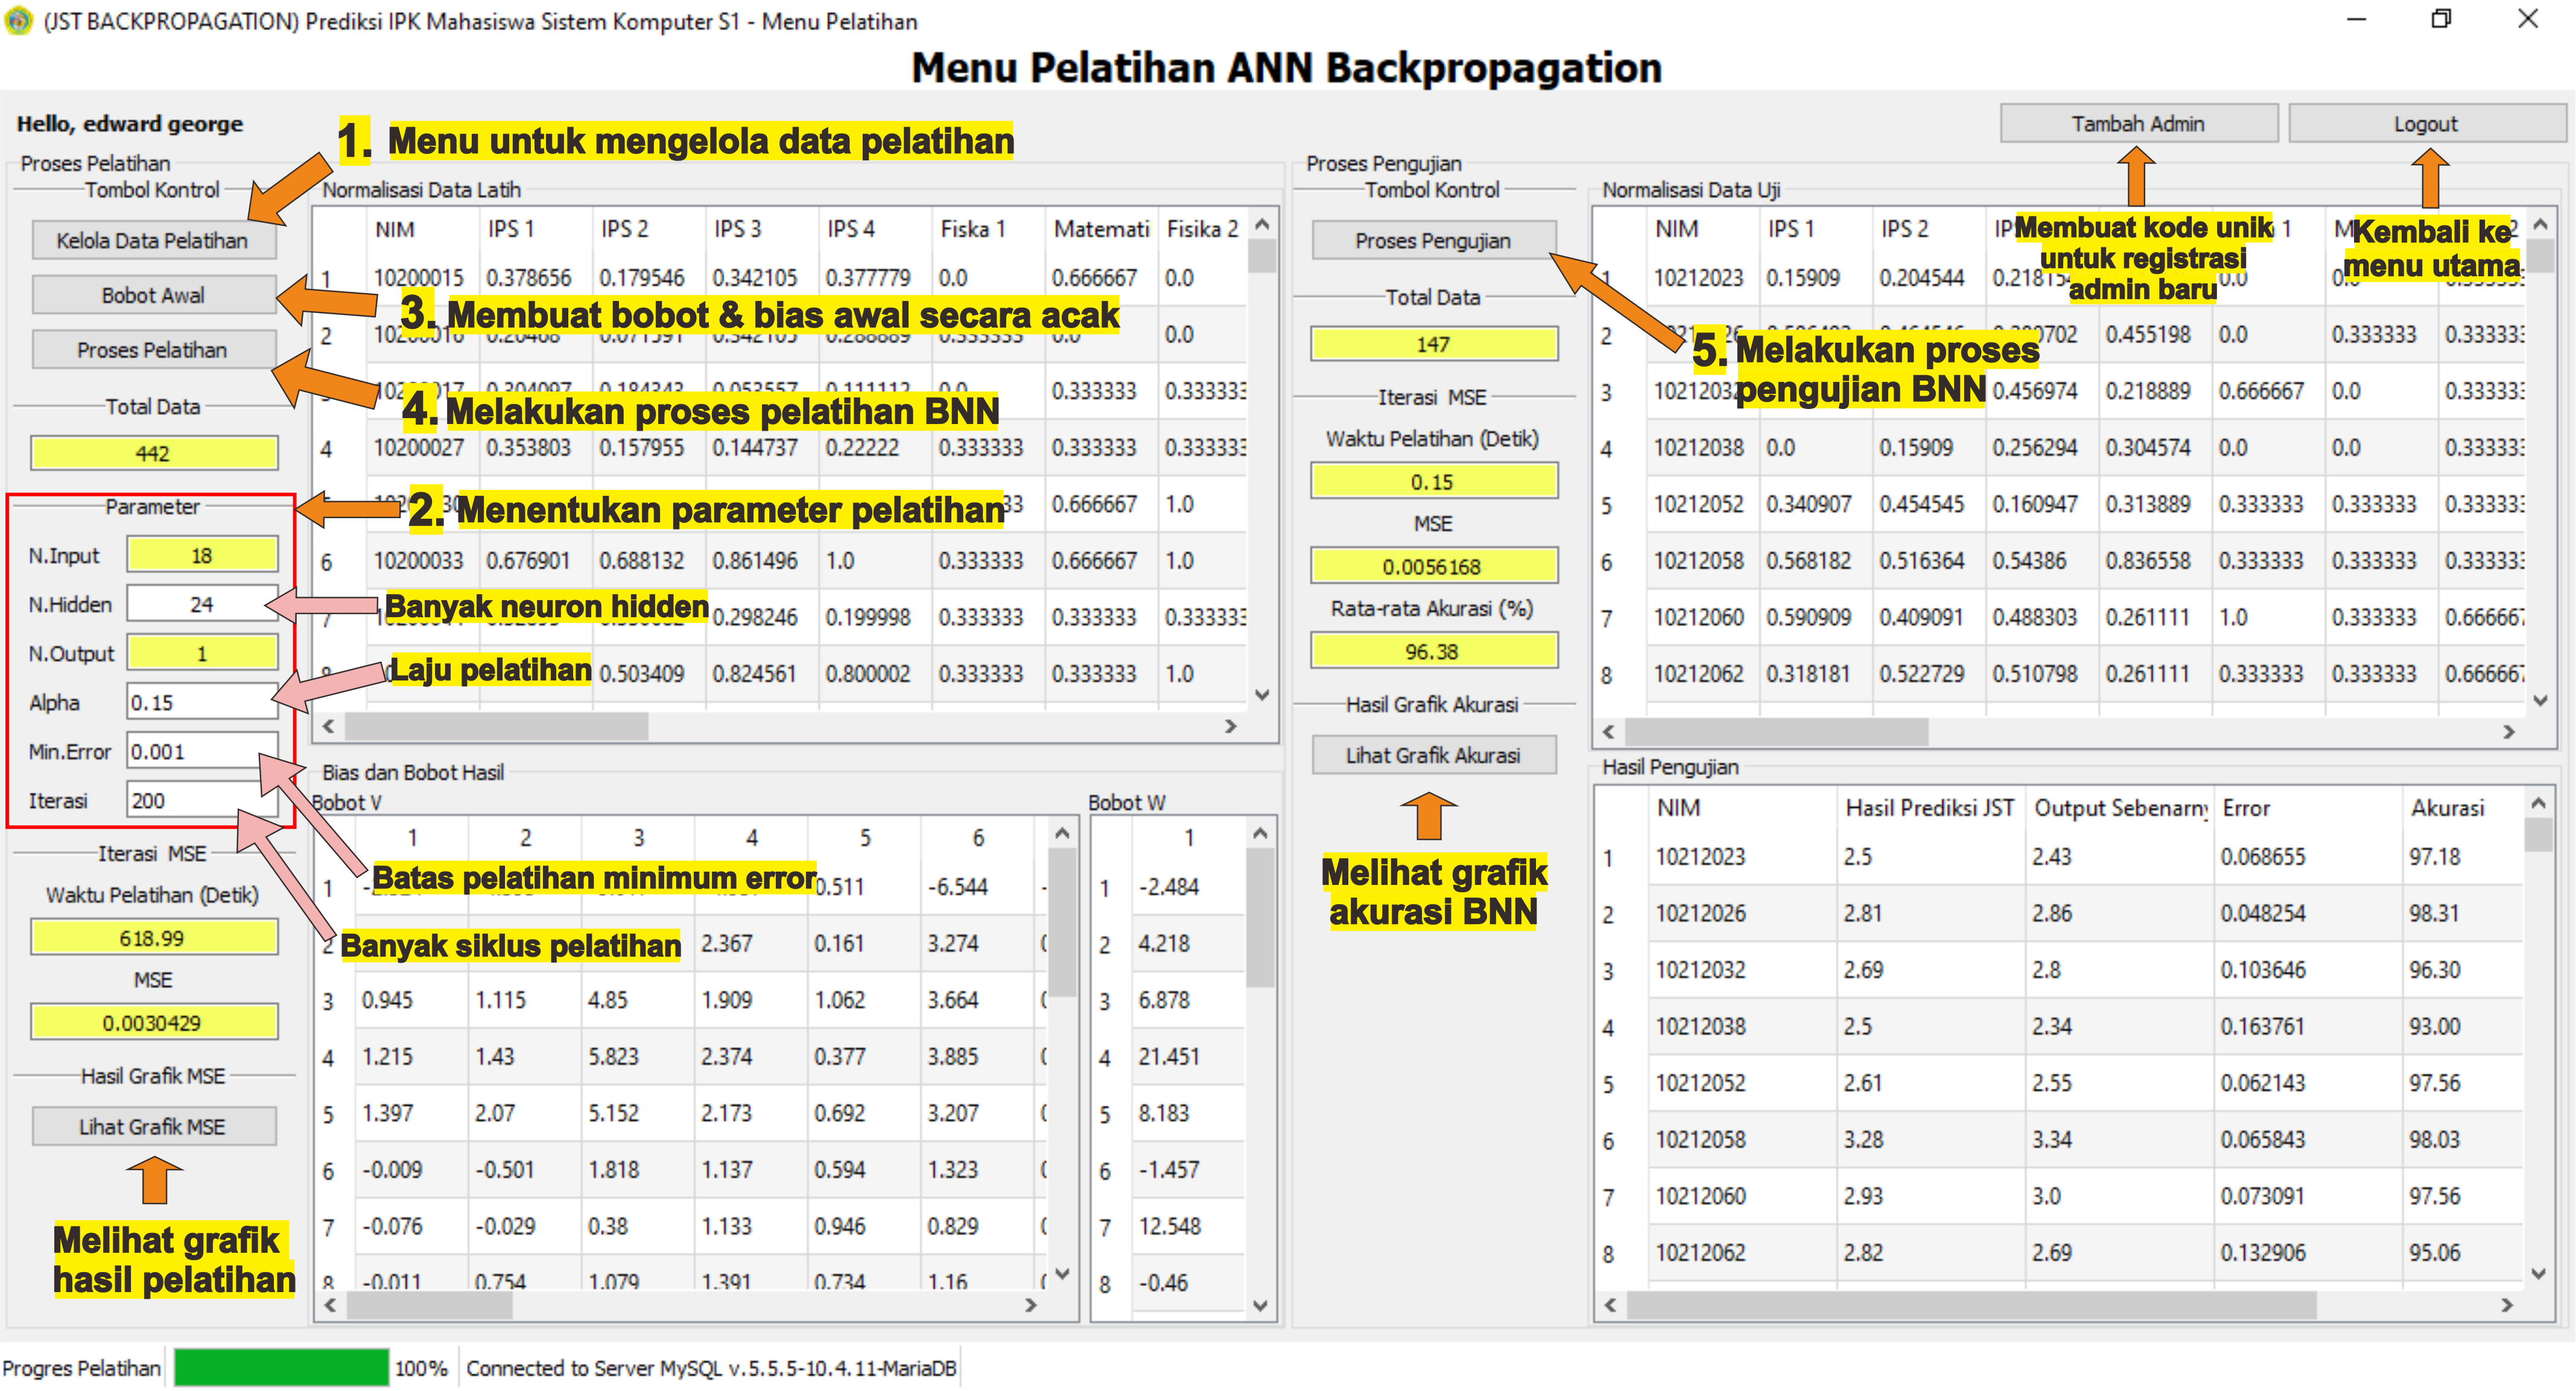 (JST BACKPROPAGATION) Prediksi IPK Mahasiswa Sistem Komputer S1 - Menu Pelatihan
Menu Pelatihan ANN Backpropagation
Hello, edward george
Tambah Admin
Logout
1. Menu untuk mengelola data pelatihan
Membuat kode unik
untuk registrasi
admin baru
Kembali ke
menu utama
Proses Pelatihan
Tombol Kontrol
Kelola Data Pelatihan
Bobot Awal
Proses Pelatihan
3. Membuat bobot & bias awal secara acak
4. Melakukan proses pelatihan BNN
Total Data
442
2. Menentukan parameter pelatihan
Parameter
N.Input 18
N.Hidden 24
Banyak neuron hidden
N.Output 1
Alpha 0.15
Laju pelatihan
Min.Error 0.001
Batas pelatihan minimum error
Iterasi 200
Banyak siklus pelatihan
Iterasi MSE
Waktu Pelatihan (Detik)
618.99
MSE
0.0030429
Hasil Grafik MSE
Lihat Grafik MSE
Melihat grafik
hasil pelatihan
Normalisasi Data Latih
NIM IPS 1 IPS 2 IPS 3 IPS 4 Fiska 1 Matemati Fisika 2
1 10200015 0.378656 0.179546 0.342105 0.377779 0.0 0.666667 0.0
2 0.0
0.333333 0.333333
4 10200027 0.353803 0.157955 0.144737 0.22222 0.333333 0.333333 0.333333
0.666667 1.0
6 10200033 0.676901 0.688132 0.861496 1.0 0.333333 0.666667 1.0
7 0.298246 0.199998 0.333333 0.333333 0.333333
0.503409 0.824561 0.800002 0.333333 0.333333 1.0
Bias dan Bobot Hasil
Bobot V
1 2 3 4 5 6
1 0.511 -6.544
2 2.367 0.161 3.274
3 0.945 1.115 4.85 1.909 1.062 3.664
4 1.215 1.43 5.823 2.374 0.377 3.885
5 1.397 2.07 5.152 2.173 0.692 3.207
6 -0.009 -0.501 1.818 1.137 0.594 1.323
7 -0.076 -0.029 0.38 1.133 0.946 0.829
8 -0.011 0.754 1.079 1.391 0.734 1.16
Bobot W
1
1 -2.484
2 4.218
3 6.878
4 21.451
5 8.183
6 -1.457
7 12.548
8 -0.46
Proses Pengujian
Tombol Kontrol
Proses Pengujian
5. Melakukan proses
pengujian BNN
Total Data
147
Iterasi MSE
Waktu Pelatihan (Detik)
0.15
MSE
0.0056168
Rata-rata Akurasi (%)
96.38
Hasil Grafik Akurasi
Lihat Grafik Akurasi
Melihat grafik
akurasi BNN
Normalisasi Data Uji
NIM IPS 1 IPS 2
1 10212023 0.15909 0.204544 0.0
2 0.455198 0.0 0.333333 0.333333
3 0.456974 0.218889 0.666667 0.0 0.333333
4 10212038 0.0 0.15909 0.256294 0.304574 0.0 0.0 0.333333
5 10212052 0.340907 0.454545 0.160947 0.313889 0.333333 0.333333 0.333333
6 10212058 0.568182 0.516364 0.54386 0.836558 0.333333 0.333333 0.333333
7 10212060 0.590909 0.409091 0.488303 0.261111 1.0 0.333333 0.666667
8 10212062 0.318181 0.522729 0.510798 0.261111 0.333333 0.333333 0.666667
Hasil Pengujian
NIM Hasil Prediksi JST Output Sebenarny Error Akurasi
1 10212023 2.5 2.43 0.068655 97.18
2 10212026 2.81 2.86 0.048254 98.31
3 10212032 2.69 2.8 0.103646 96.30
4 10212038 2.5 2.34 0.163761 93.00
5 10212052 2.61 2.55 0.062143 97.56
6 10212058 3.28 3.34 0.065843 98.03
7 10212060 2.93 3.0 0.073091 97.56
8 10212062 2.82 2.69 0.132906 95.06
Progres Pelatihan 100% Connected to Server MySQL v.5.5.5-10.4.11-MariaDB